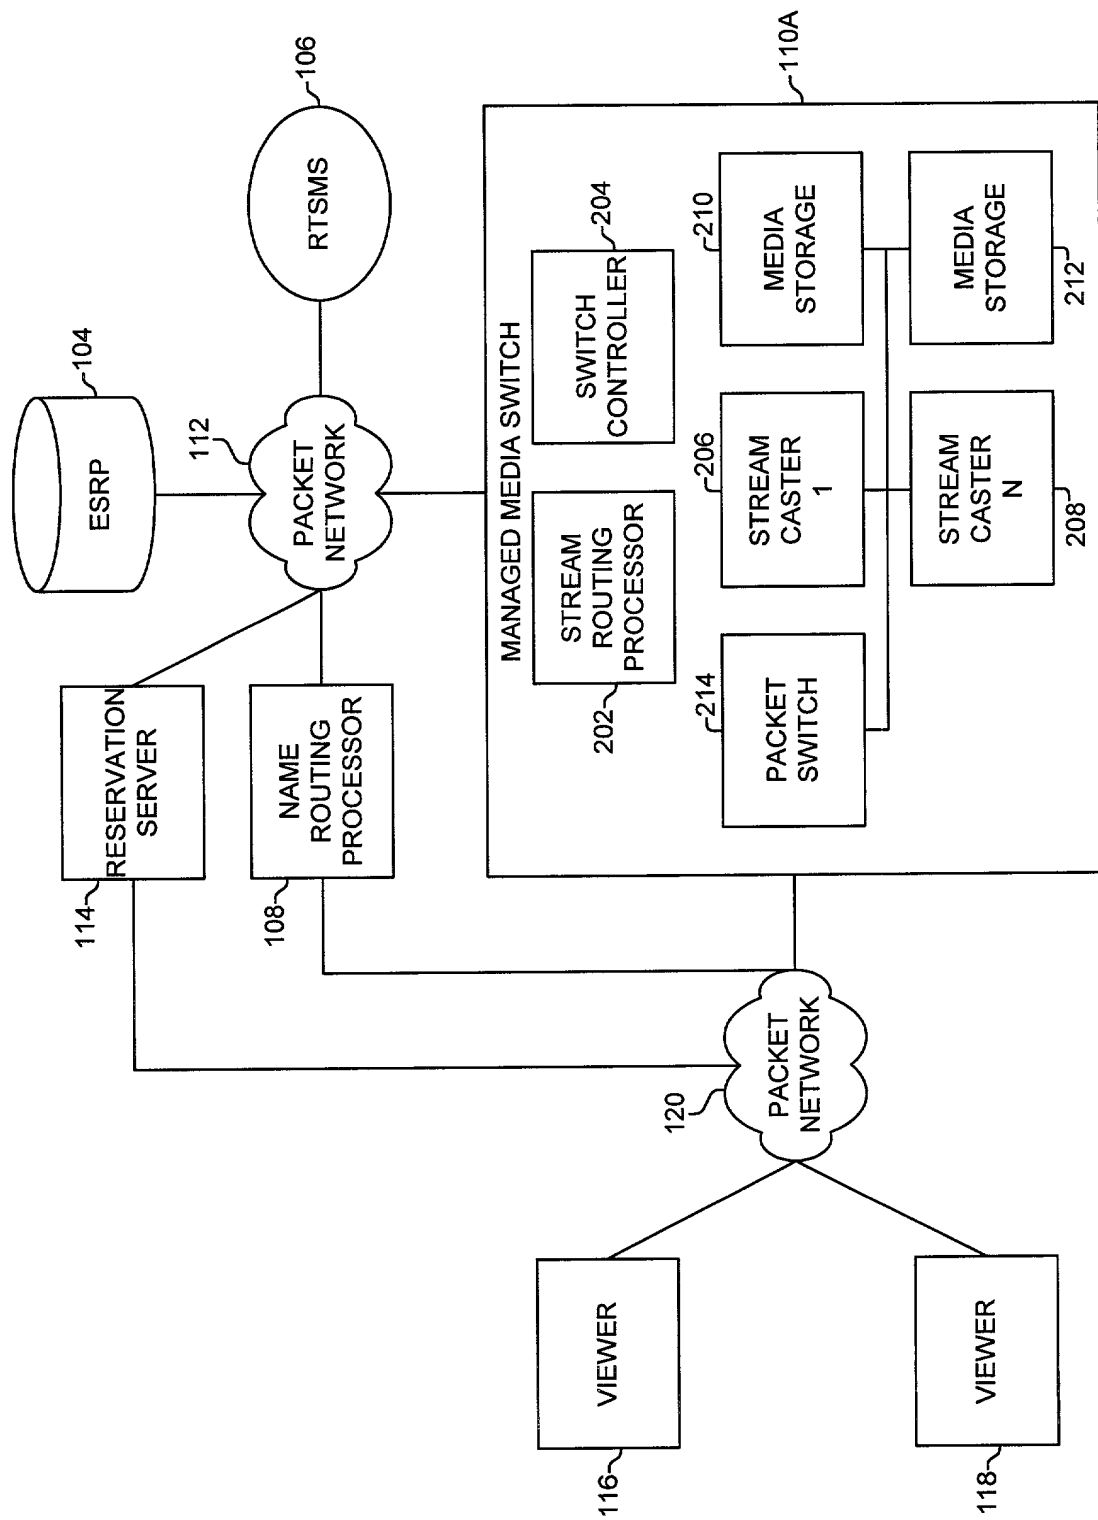 104
ESRP
106
RTSMS
112
PACKET
NETWORK
114
RESERVATION
SERVER
108
NAME
ROUTING
PROCESSOR
110A
MANAGED MEDIA SWITCH
202
STREAM
ROUTING
PROCESSOR
204
SWITCH
CONTROLLER
214
PACKET
SWITCH
206
STREAM
CASTER
1
210
MEDIA
STORAGE
208
STREAM
CASTER
N
212
MEDIA
STORAGE
120
PACKET
NETWORK
116
VIEWER
118
VIEWER